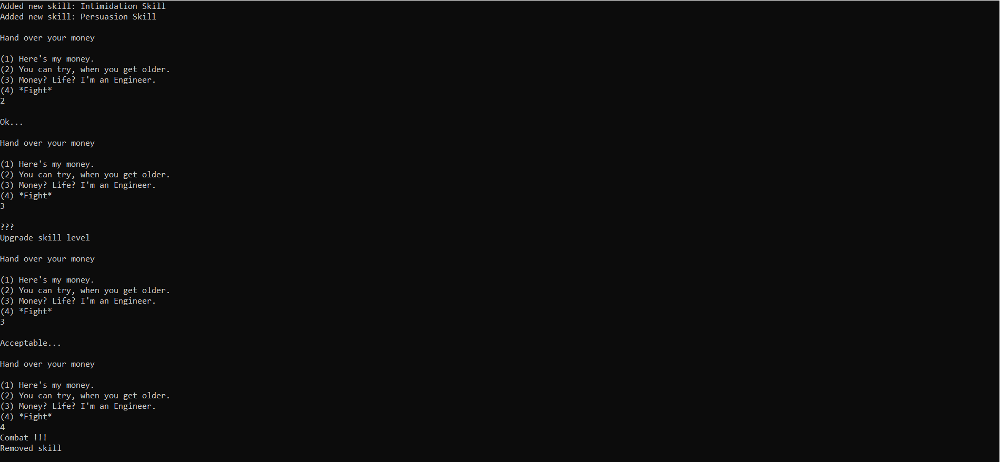 Added new skill: Intimidation Skill
Added new skill: Persuasion Skill
Hand over your money
(1) Here's my money.
(2) You can try, when you get older.
(3) Money? Life? I'm an Engineer.
(4) *Fight*
2
Ok...
Hand over your money
(1) Here's my money.
(2) You can try, when you get older.
(3) Money? Life? I'm an Engineer.
(4) *Fight*
3
???
Upgrade skill level
Hand over your money
(1) Here's my money.
(2) You can try, when you get older.
(3) Money? Life? I'm an Engineer.
(4) *Fight*
3
Acceptable...
Hand over your money
(1) Here's my money.
(2) You can try, when you get older.
(3) Money? Life? I'm an Engineer.
(4) *Fight*
4
Combat !!!
Removed skill